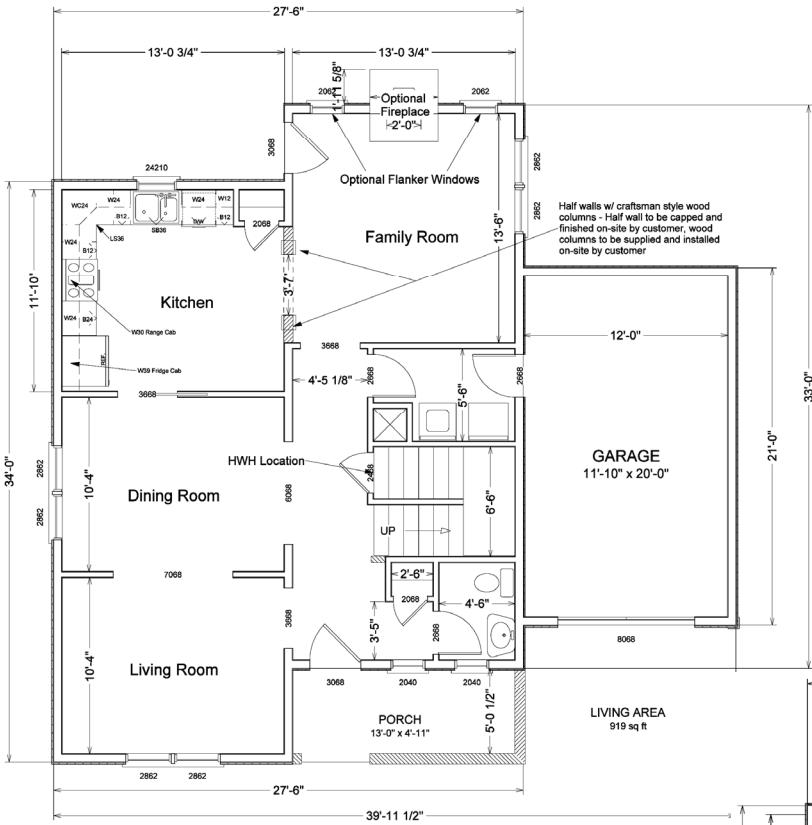 27'-6"
13'-0 3/4"
13'-0 3/4"
2062
1'-11 5/8"
Optional
Fireplace
2'-0"
2062
3068
2862
2862
24210
Optional Flanker Windows
Half walls w/ craftsman style wood
columns - Half wall to be capped and
finished on-site by customer, wood
columns to be supplied and installed
on-site by customer
WC24
W24
B12
SB36
W24
DW
W12
B12
2068
LS36
W24
B12
Family Room
13'-6"
11'-10"
Kitchen
3'-7"
W24
B24
W30 Range Cab
W39 Fridge Cab
REF.
3668
3668
4'-5 1/8"
2668
5'-6"
2668
12'-0"
33'-0"
GARAGE
11'-10" x 20'-0"
21'-0"
34'-0"
2862
2862
10'-4"
Dining Room
HWH Location
2468
6068
6'-6"
UP
7068
2'-6"
2068
4'-6"
3668
3'-5"
2668
8068
10'-4"
Living Room
3068
2040
2040
PORCH
13'-0" x 4'-11"
5'-0 1/2"
LIVING AREA
919 sq ft
2862
2862
27'-6"
39'-11 1/2"